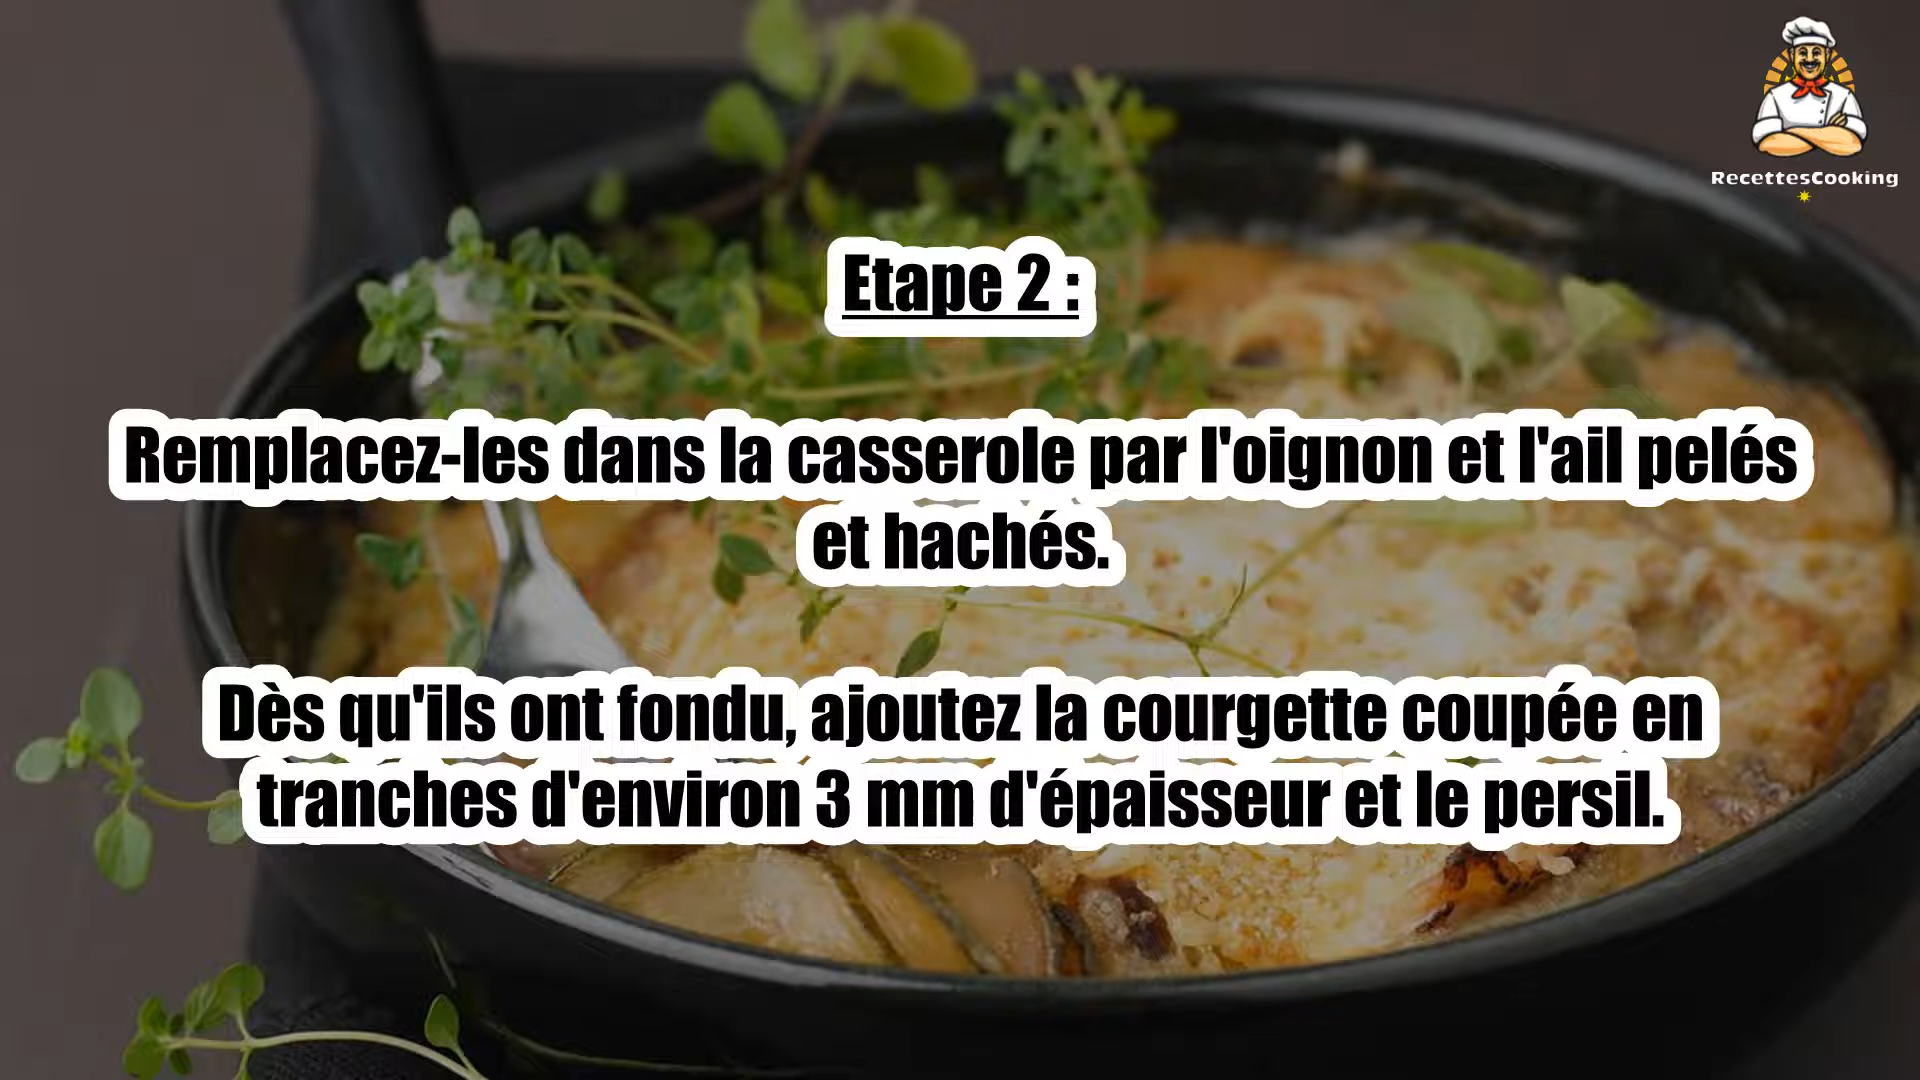 RecettesCooking
Etape 2 :
Remplacez-les dans la casserole par l'oignon et l'ail pelés
et hachés.
Dès qu'ils ont fondu, ajoutez la courgette coupée en
tranches d'environ 3 mm d'épaisseur et le persil.